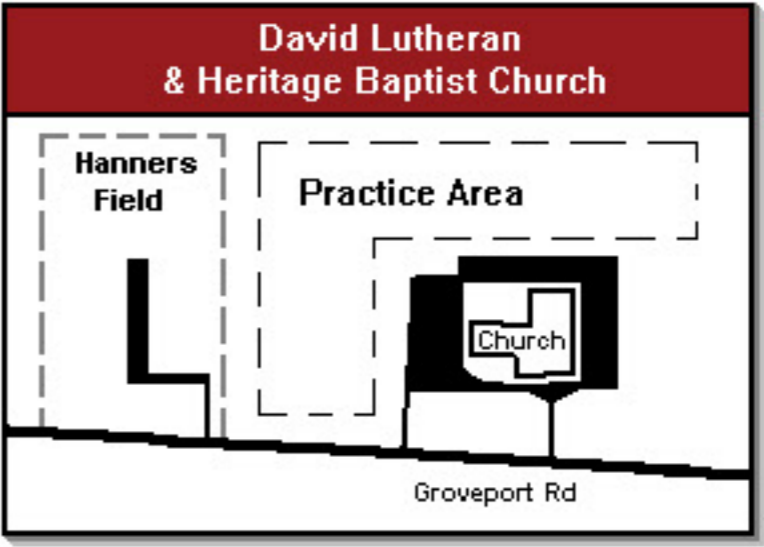 David Lutheran
& Heritage Baptist Church
Hanners
Field
Practice Area
Church
Groveport Rd